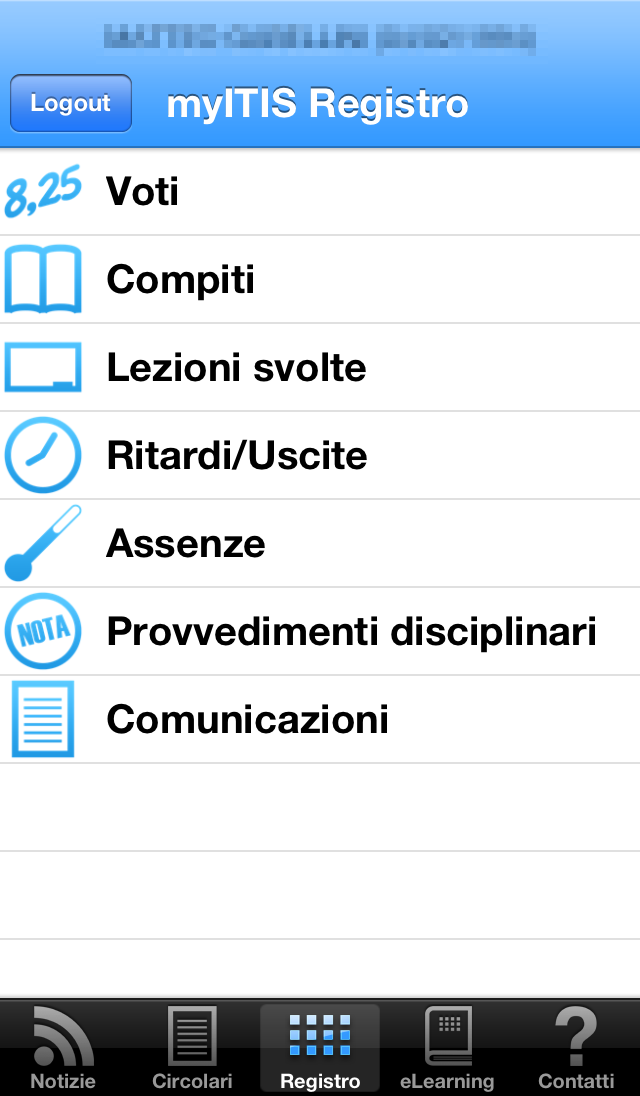 Logout
myITIS Registro
8,25
Voti
Compiti
Lezioni svolte
Ritardi/Uscite
Assenze
NOTA
Provvedimenti disciplinari
Comunicazioni
Notizie
Circolari
Registro
eLearning
Contatti